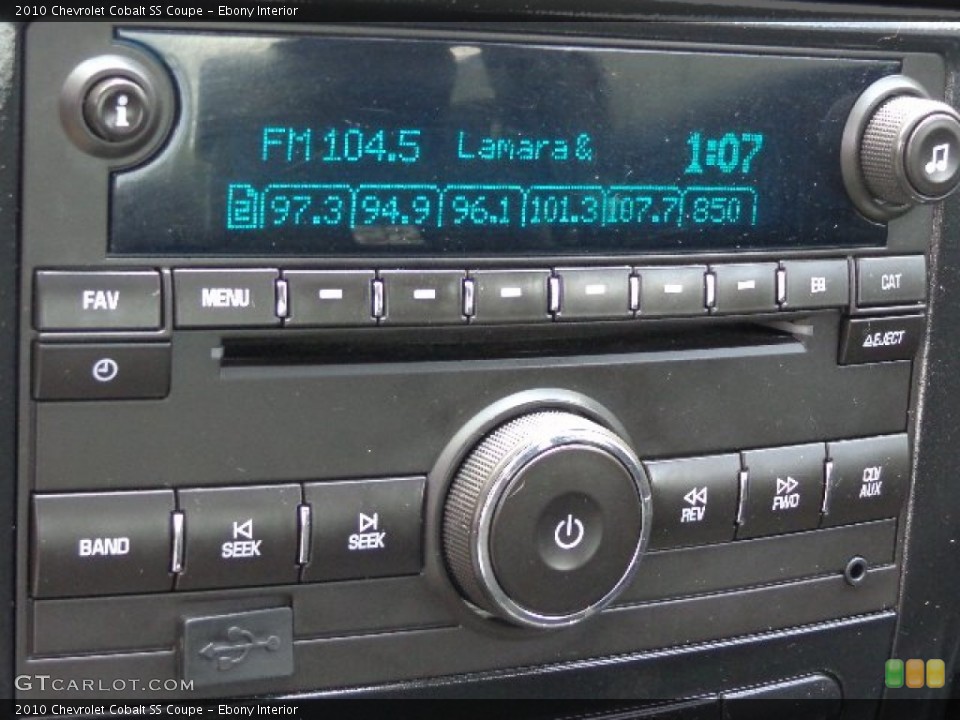 2010 Chevrolet Cobalt SS Coupe – Ebony Interior
i
FM 104.5 Lamara& 1:07
2 97.3 94.9 96.1 101.3 107.7 850
FAV MENU CAT
EJECT
BAND SEEK SEEK REV FWD CD/AUX
GTCARLOT.COM
2010 Chevrolet Cobalt SS Coupe – Ebony Interior